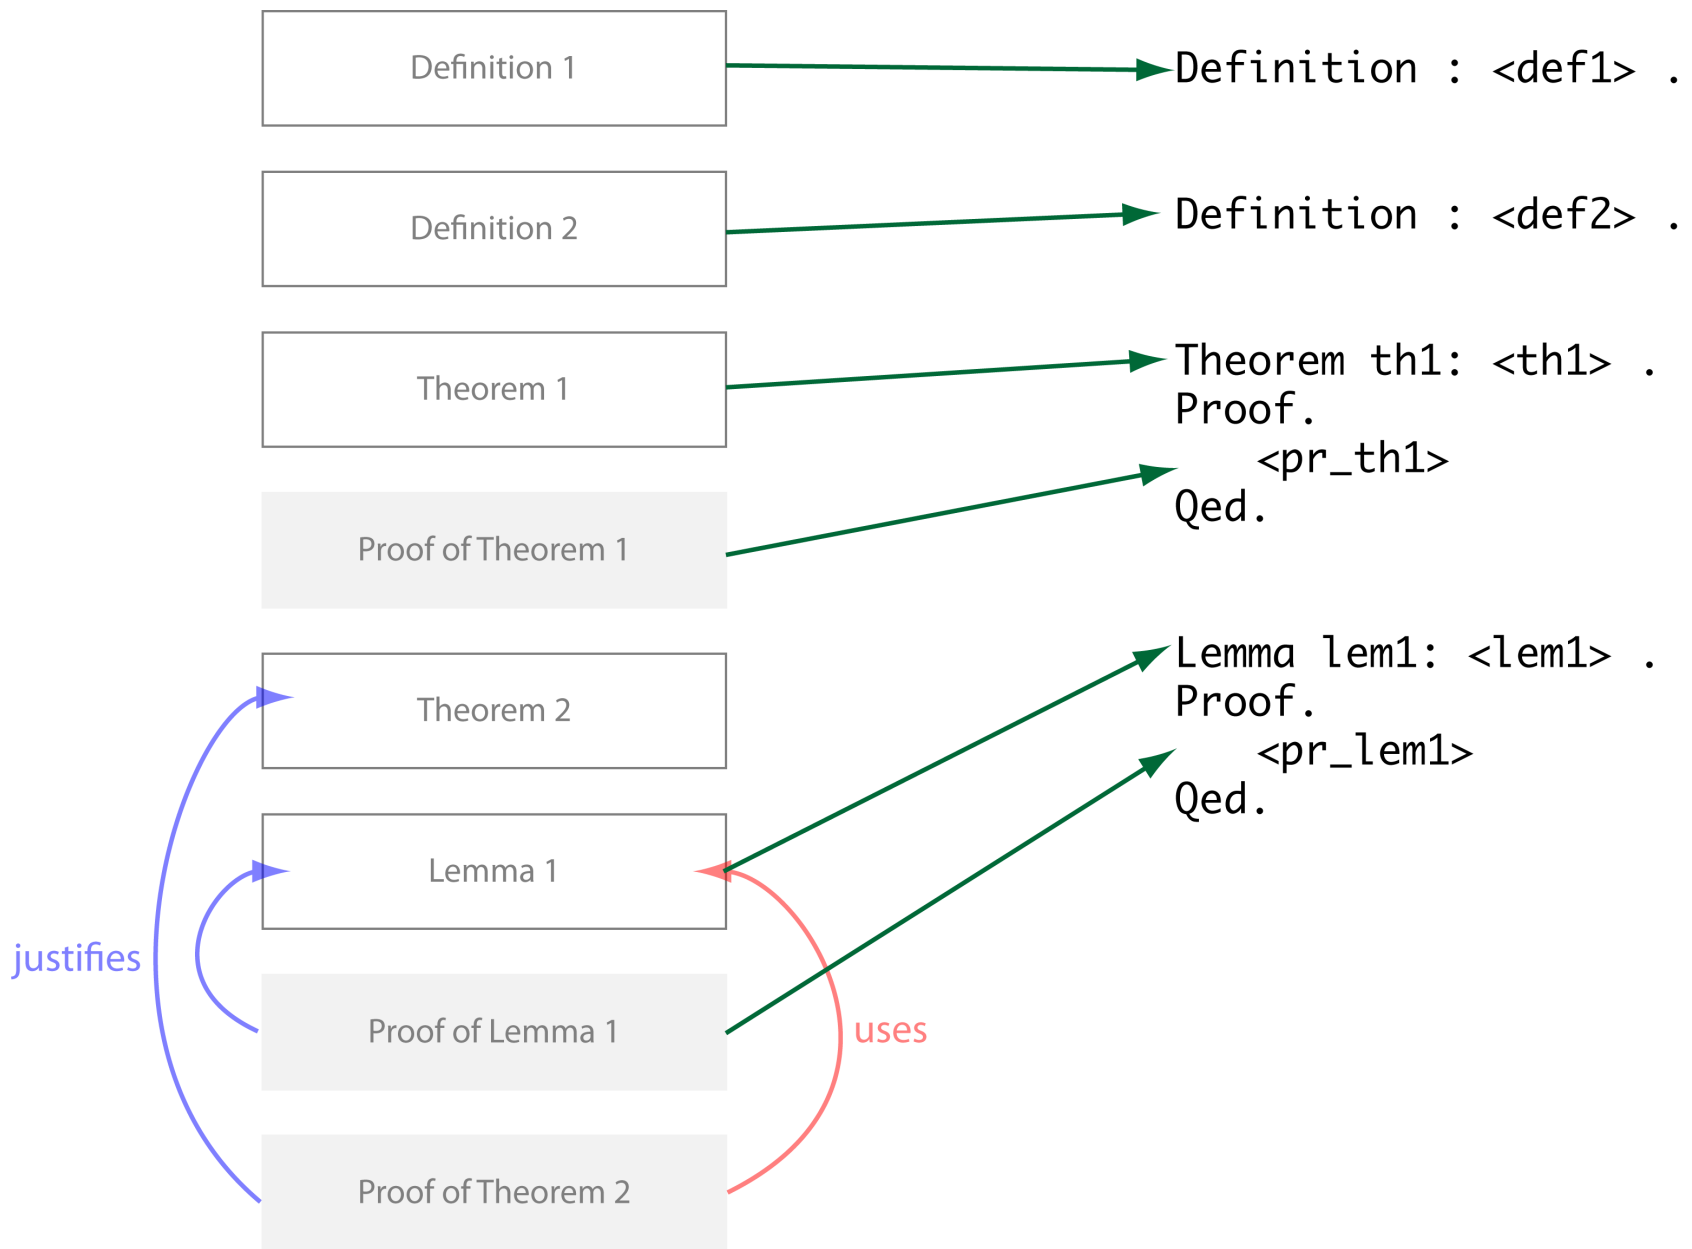 Definition 1
Definition : <def1> .
Definition 2
Definition : <def2> .
Theorem 1
Theorem th1: <th1> .
Proof.
<pr_th1>
Qed.
Proof of Theorem 1
Theorem 2
Lemma lem1: <lem1> .
Proof.
<pr_lem1>
Qed.
Lemma 1
justifies
Proof of Lemma 1
uses
Proof of Theorem 2